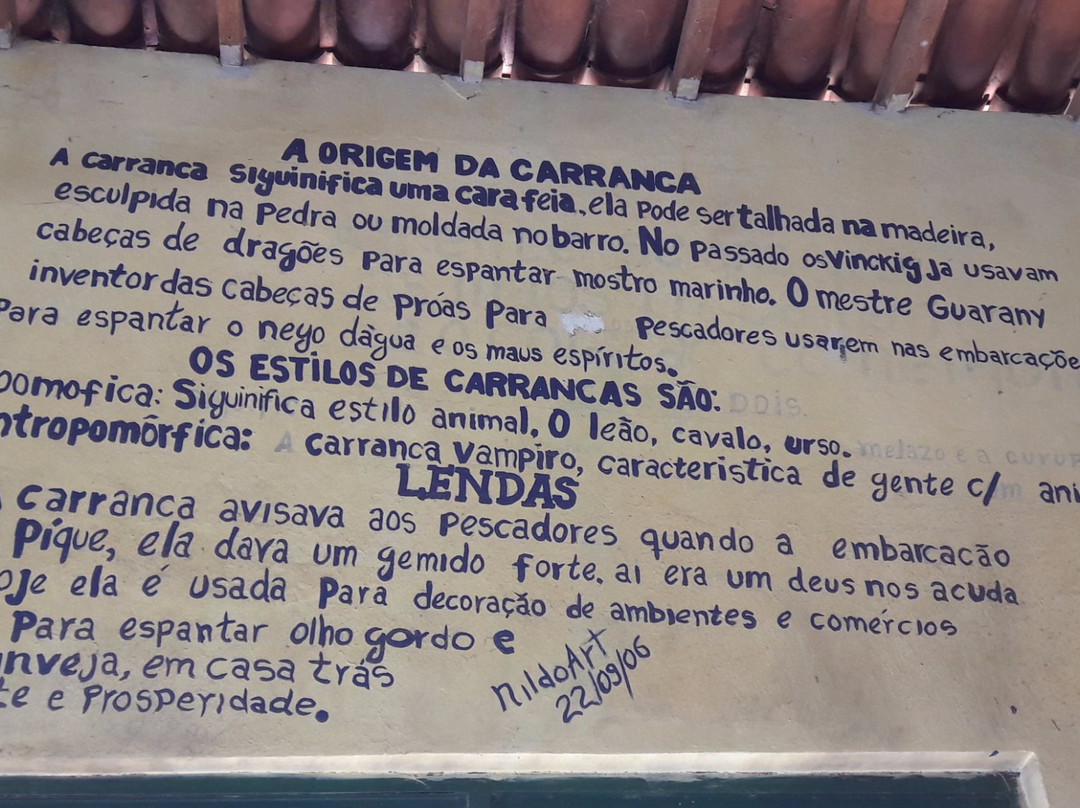 A ORIGEM DA CARRANCA
A carranca Siguinifica uma cara feia, ela pode ser talhada na madeira,
esculpida na Pedra ou moldada no barro. No passado os Vinckig já usavam
cabeças de dragões para espantar mostro marinho. O mestre Guarany
inventor das cabeças de próas para pescadores usarem nas embarcaçõe
Para espantar o nego dàgua e os maus espíritos.
OS ESTÍLOS DE CARRANCAS SÃO:
pomofica: Siguinifica estilo animal. O leão, cavalo, urso.
ntropomôrfica: A carranca Vampiro, caracteristica de gente c/ ani
LENDAS
carranca avisava aos pescadores quando a embarcacão
Pique, ela dava um gemido forte. aí era um deus nos acuda
oje ela é usada para decoração de ambientes e comércios
Para espantar olho gordo e
nveja, em casa trás
te e Prosperidade.
NildoArt
22/09/06